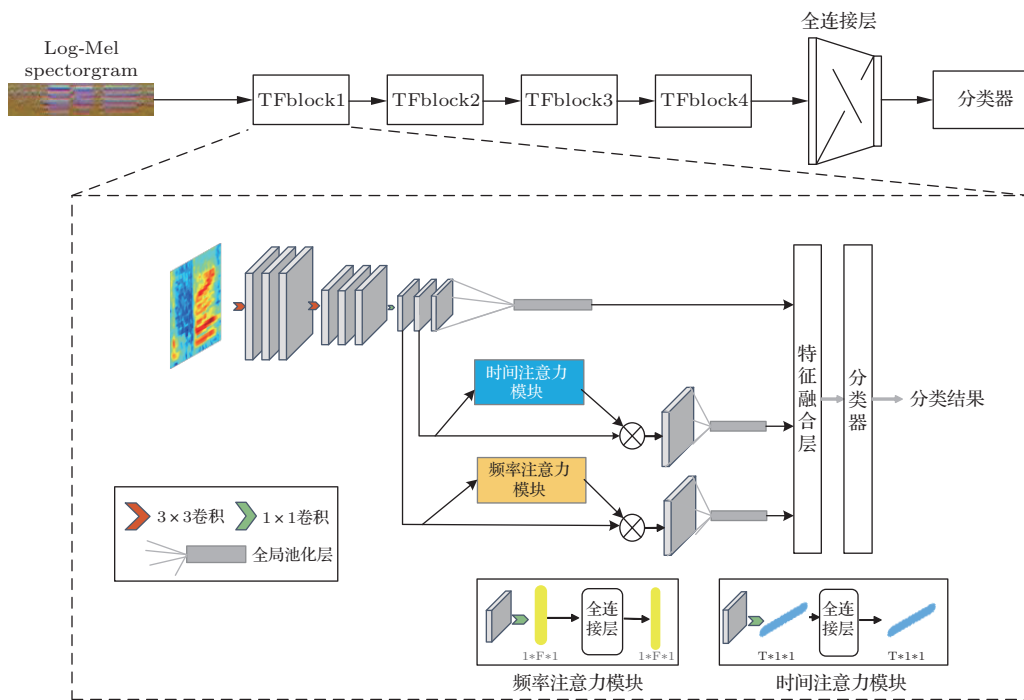 全连接层
Log-Mel
spectorgram
TFblock1
TFblock2
TFblock3
TFblock4
分类器
时间注意力
模块
频率注意力
模块
特征融合层
分类器
分类结果
3×3卷积
1×1卷积
全局池化层
全连
接层
1*F*1
1*F*1
频率注意力模块
全连
接层
T*1*1
T*1*1
时间注意力模块